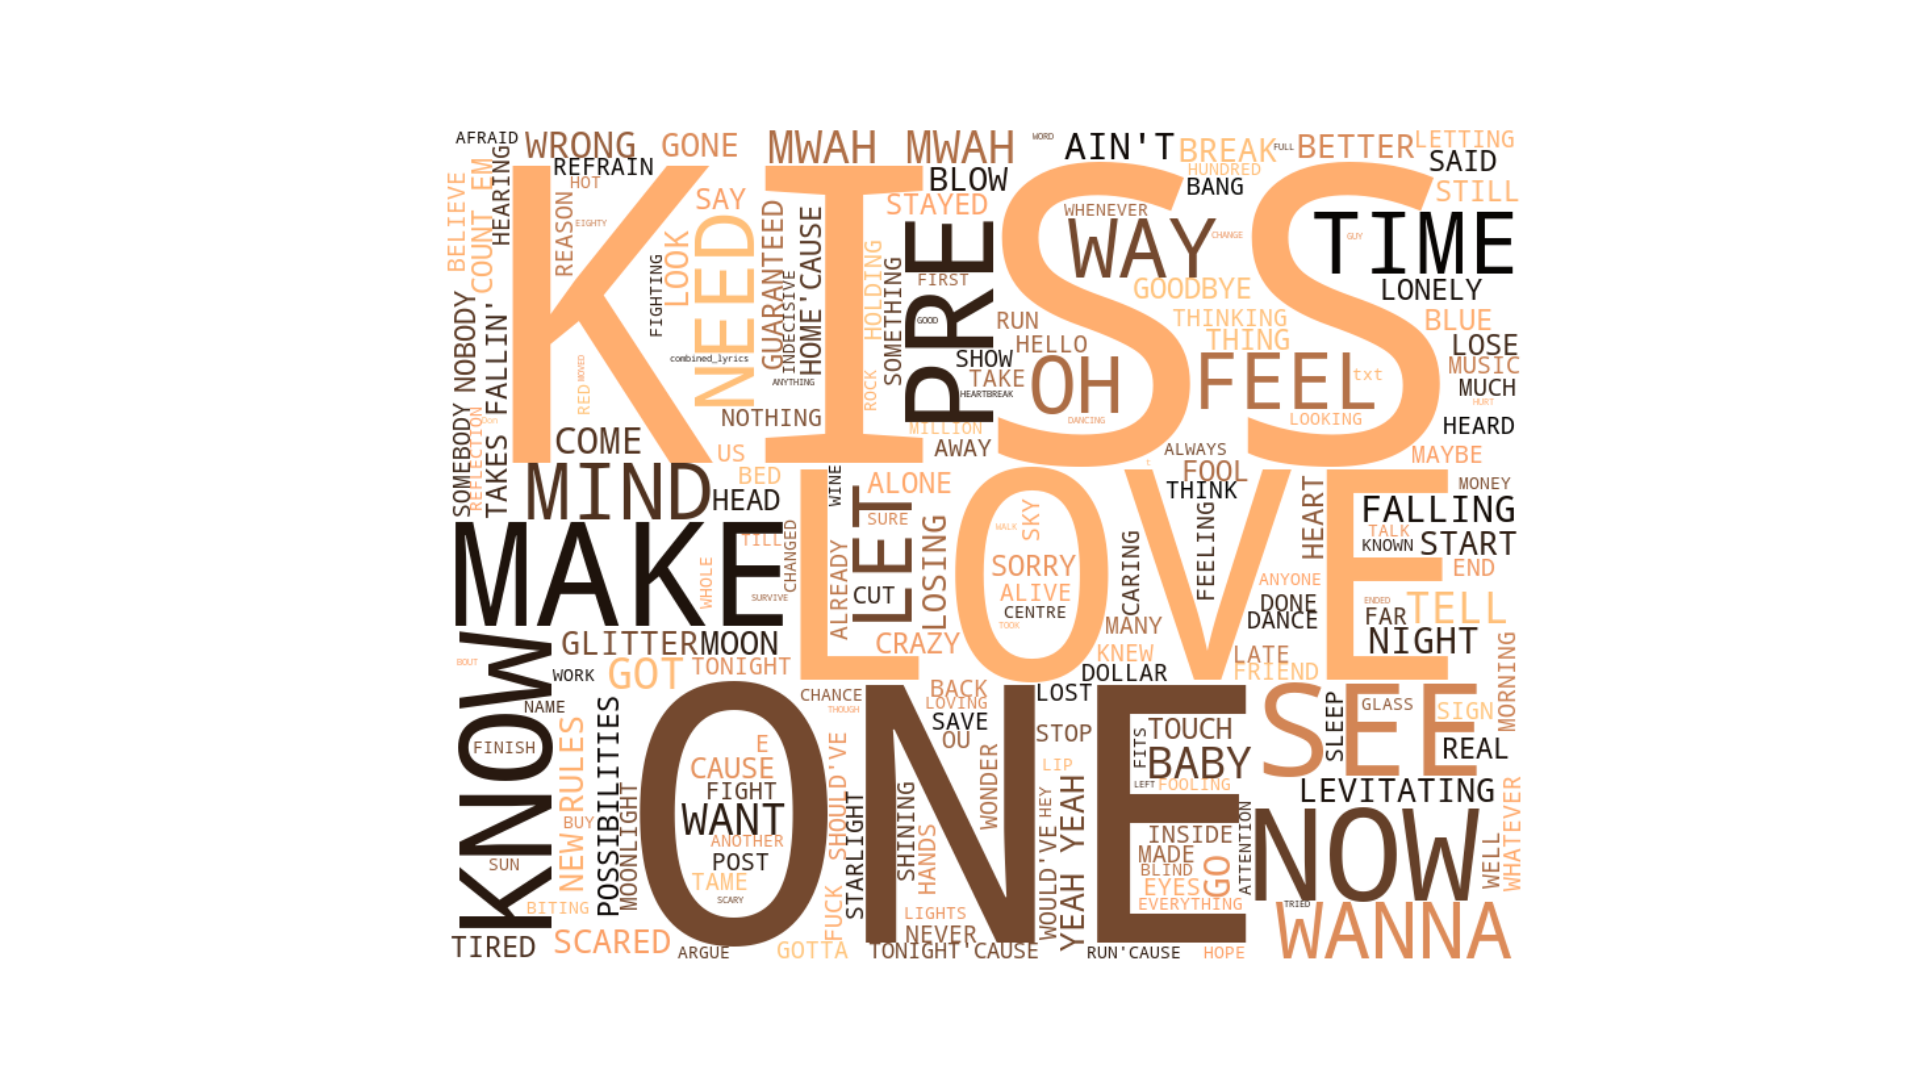 AFRAID
WRONG
GONE
MWAH MWAH
WORD
AIN'T
BREAK
FULL
BETTER
LETTING
REFRAIN
HOT
HEARING
COUNT EM
BELIEVE
SAY
BLOW
STAYED
HUNDRED
BANG
SAID
STILL
KISS
REASON
EIGHTY
FIGHTING
LOOK
NEED
GUARANTEED
INDECISIVE
HOME'CAUSE
HOLDING
SOMETHING
PRE
FIRST
GOOD
WHENEVER
WAY
CHANGE
GUY
TIME
LONELY
GOODBYE
THINKING
THING
BLUE
RUN
HELLO
SHOW
TAKE
HEARTBREAK
OH
FEEL
txt
LOSE
MUSIC
MUCH
HURT
LOOKING
DANCING
HEARD
combined_lyrics
ANYTHING
ROCK
NOTHING
MILLION
AWAY
SOMEBODY NOBODY
TAKES FALLIN'
REFLECTION
Don
RED
MOVED
COME
US
ALWAYS
MAYBE
MIND
BED
HEAD
WINE
ALONE
SURE
LET
FOOL
THINK
t
MONEY
HEART
FALLING
TALK
KNOWN
START
END
MAKE
TILL
WHOLE
CHANGED
SURVIVE
ALREADY
CUT
LOSING
LOVE
WALK
SKY
SORRY
ALIVE
CENTRE
TOOK
CARING
FEELING
ANYONE
DONE
DANCE
ENDED
FAR
TELL
NIGHT
GLITTER
MOON
CRAZY
MANY
KNEW
DOLLAR
LATE
FRIEND
MORNING
BOUT
WORK
GOT
TONIGHT
KNOW
NAME
FINISH
SUN
NEW RULES
BUY
POSSIBILITIES
MOONLIGHT
BITING
CHANCE
THOUGH
BACK
LOVING
SAVE
OU
LOST
STOP
ONE
E
CAUSE
FIGHT
WANT
ANOTHER
POST
TAME
SCARY
SHOULD'VE
FUCK
STARLIGHT
SHINING
HANDS
WONDER
LIP
HEY
WOULD'VE
YEAH YEAH
FITS
TOUCH
BABY
LEFT
FOOLING
INSIDE
MADE
BLIND
EYES
GO
EVERYTHING
ATTENTION
SEE
SLEEP
GLASS
SIGN
REAL
LEVITATING
NOW
WELL
WHATEVER
TRIED
WANNA
LIGHTS
NEVER
TIRED
SCARED
ARGUE
GOTTA
TONIGHT'CAUSE
RUN'CAUSE
HOPE